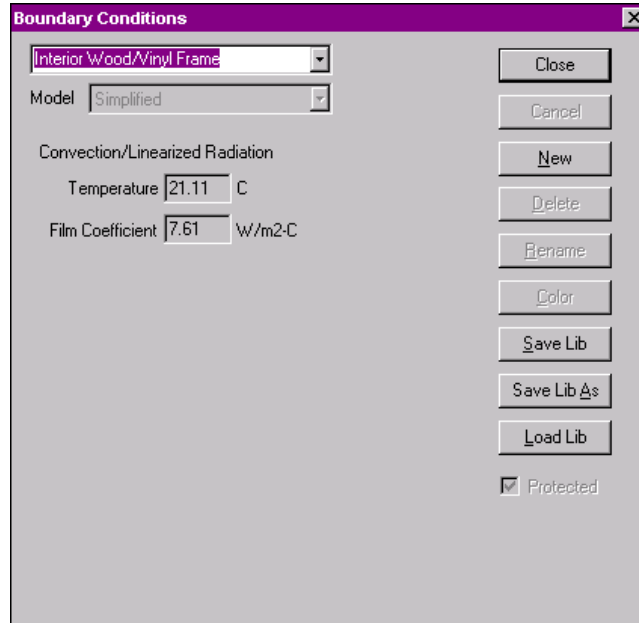 Boundary Conditions
Interior Wood/Vinyl Frame
Model Simplified
Convection/Linearized Radiation
Temperature 21.11 C
Film Coefficient 7.61 W/m2-C
Close
Cancel
New
Delete
Rename
Color
Save Lib
Save Lib As
Load Lib
Protected